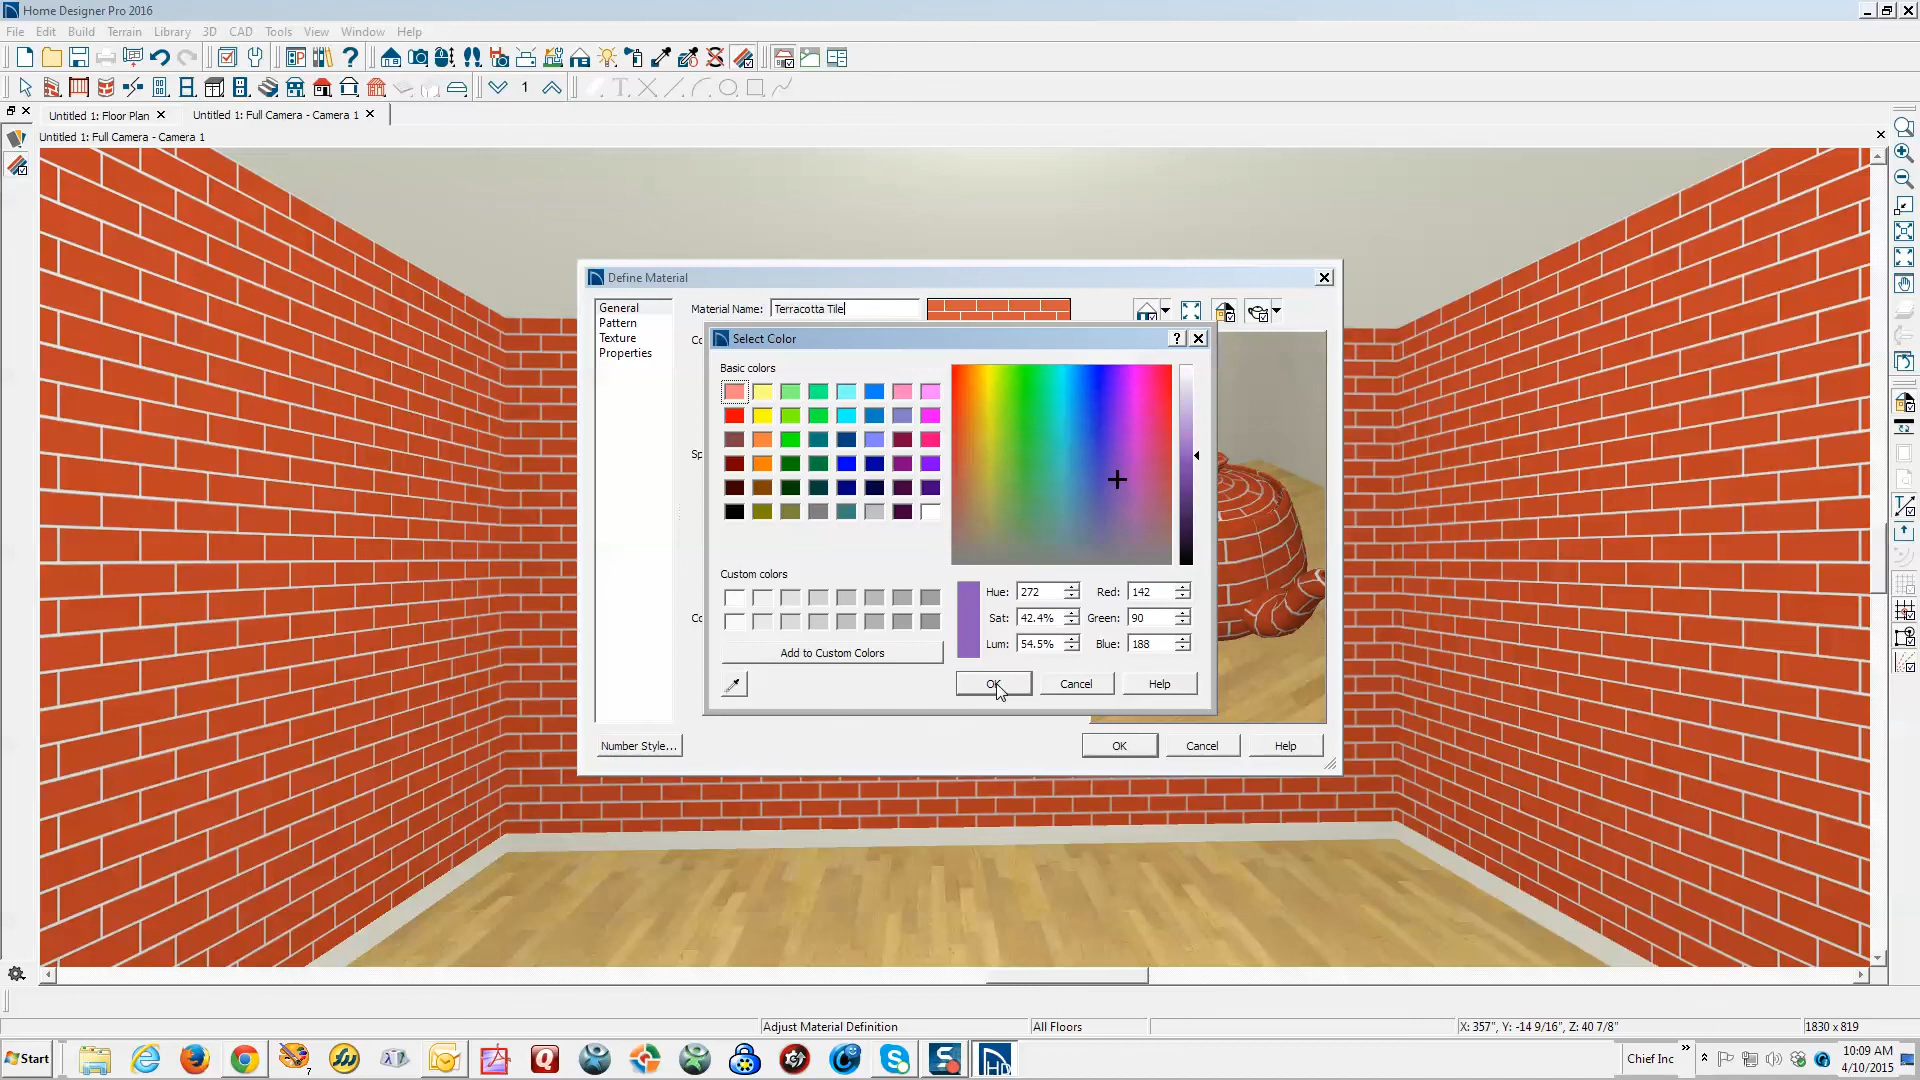 Home Designer Pro 2016
File Edit Build Terrain Library 3D CAD Tools View Window Help
1
Untitled 1: Floor Plan
Untitled 1: Full Camera - Camera 1
Untitled 1: Full Camera - Camera 1
Define Material
General
Pattern
Texture
Properties
Material Name: Terracotta Tile
Co
Sp
Co
Select Color
Basic colors
Custom colors
Add to Custom Colors
Hue: 272 Red: 142
Sat: 42.4% Green: 90
Lum: 54.5% Blue: 188
OK Cancel Help
Number Style...
OK Cancel Help
Adjust Material Definition
All Floors
X: 357", Y: -14 9/16", Z: 40 7/8"
1830 x 819
Start
Chief Inc
10:09 AM
4/10/2015